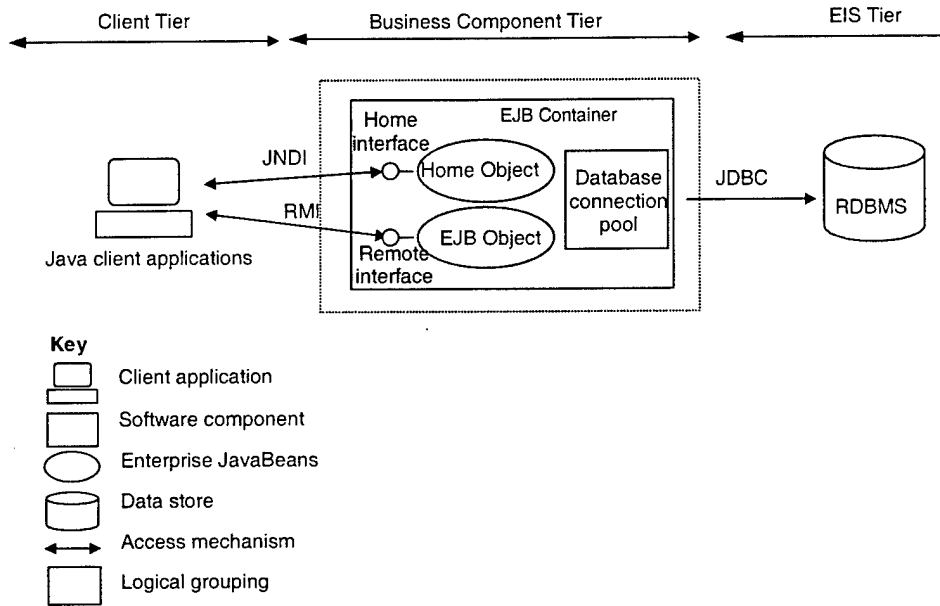 Client Tier
Business Component Tier
EIS Tier
Home
interface
EJB Container
JNDI
Home Object
Database
connection
pool
JDBC
RDBMS
RMI
EJB Object
Java client applications
Remote
interface
Key
Client application
Software component
Enterprise JavaBeans
Data store
Access mechanism
Logical grouping